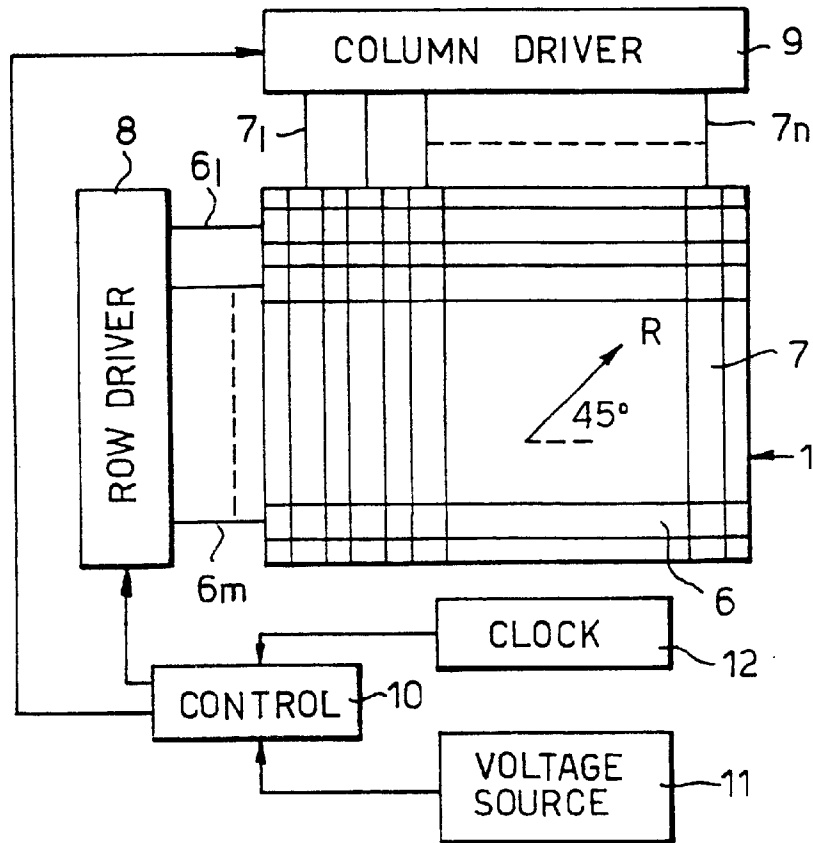 COLUMN DRIVER
9
8
7₁
7n
6₁
ROW DRIVER
R
7
45°
1
6m
6
CLOCK
12
CONTROL
10
VOLTAGE
SOURCE
11